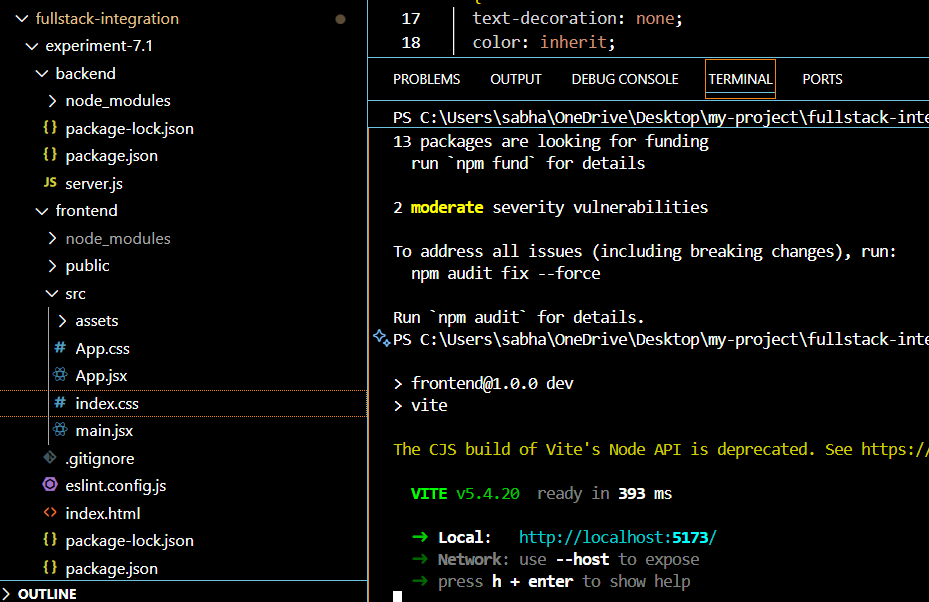 fullstack-integration
experiment-7.1
backend
node_modules
{} package-lock.json
{} package.json
JS server.js
frontend
node_modules
public
src
assets
# App.css
App.jsx
# index.css
main.jsx
.gitignore
eslint.config.js
<> index.html
{} package-lock.json
{} package.json
OUTLINE
17 text-decoration: none;
18 color: inherit;
PROBLEMS OUTPUT DEBUG CONSOLE TERMINAL PORTS
PS C:\Users\sabha\OneDrive\Desktop\my-project\fullstack-inte
13 packages are looking for funding
run `npm fund` for details
2 moderate severity vulnerabilities
To address all issues (including breaking changes), run:
npm audit fix --force
Run `npm audit` for details.
PS C:\Users\sabha\OneDrive\Desktop\my-project\fullstack-inte
> frontend@1.0.0 dev
> vite
The CJS build of Vite's Node API is deprecated. See https:/
VITE v5.4.20 ready in 393 ms
➜ Local: http://localhost:5173/
➜ Network: use --host to expose
➜ press h + enter to show help